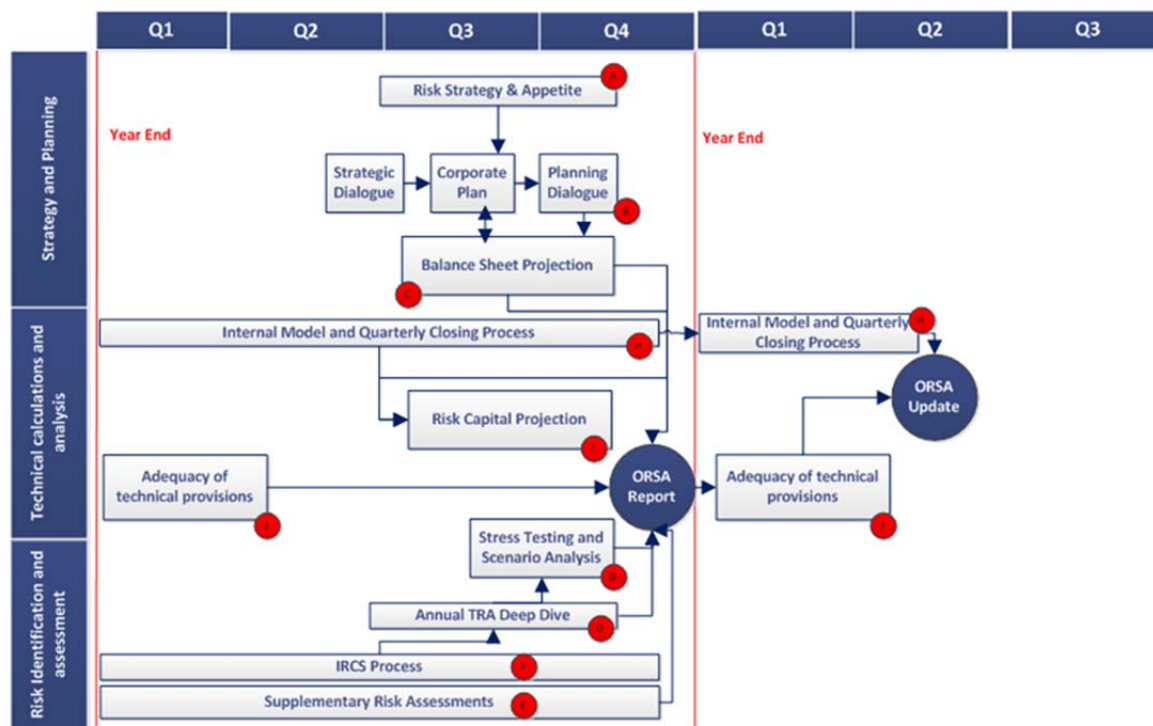 Q1
Q2
Q3
Q4
Q1
Q2
Q3
Strategy and Planning
Year End
Year End
A
Risk Strategy & Appetite
Strategic
Dialogue
Corporate
Plan
Planning
Dialogue
B
Balance Sheet Projection
C
Technical calculations and
analysis
Internal Model and Quarterly Closing Process
H
Internal Model and Quarterly
Closing Process
H
ORSA
Update
Risk Capital Projection
Adequacy of
technical provisions
ORSA
Report
Adequacy of technical
provisions
Risk Identification and
assessment
Stress Testing and
Scenario Analysis
G
Annual TRA Deep Dive
D
IRCS Process
F
Supplementary Risk Assessments